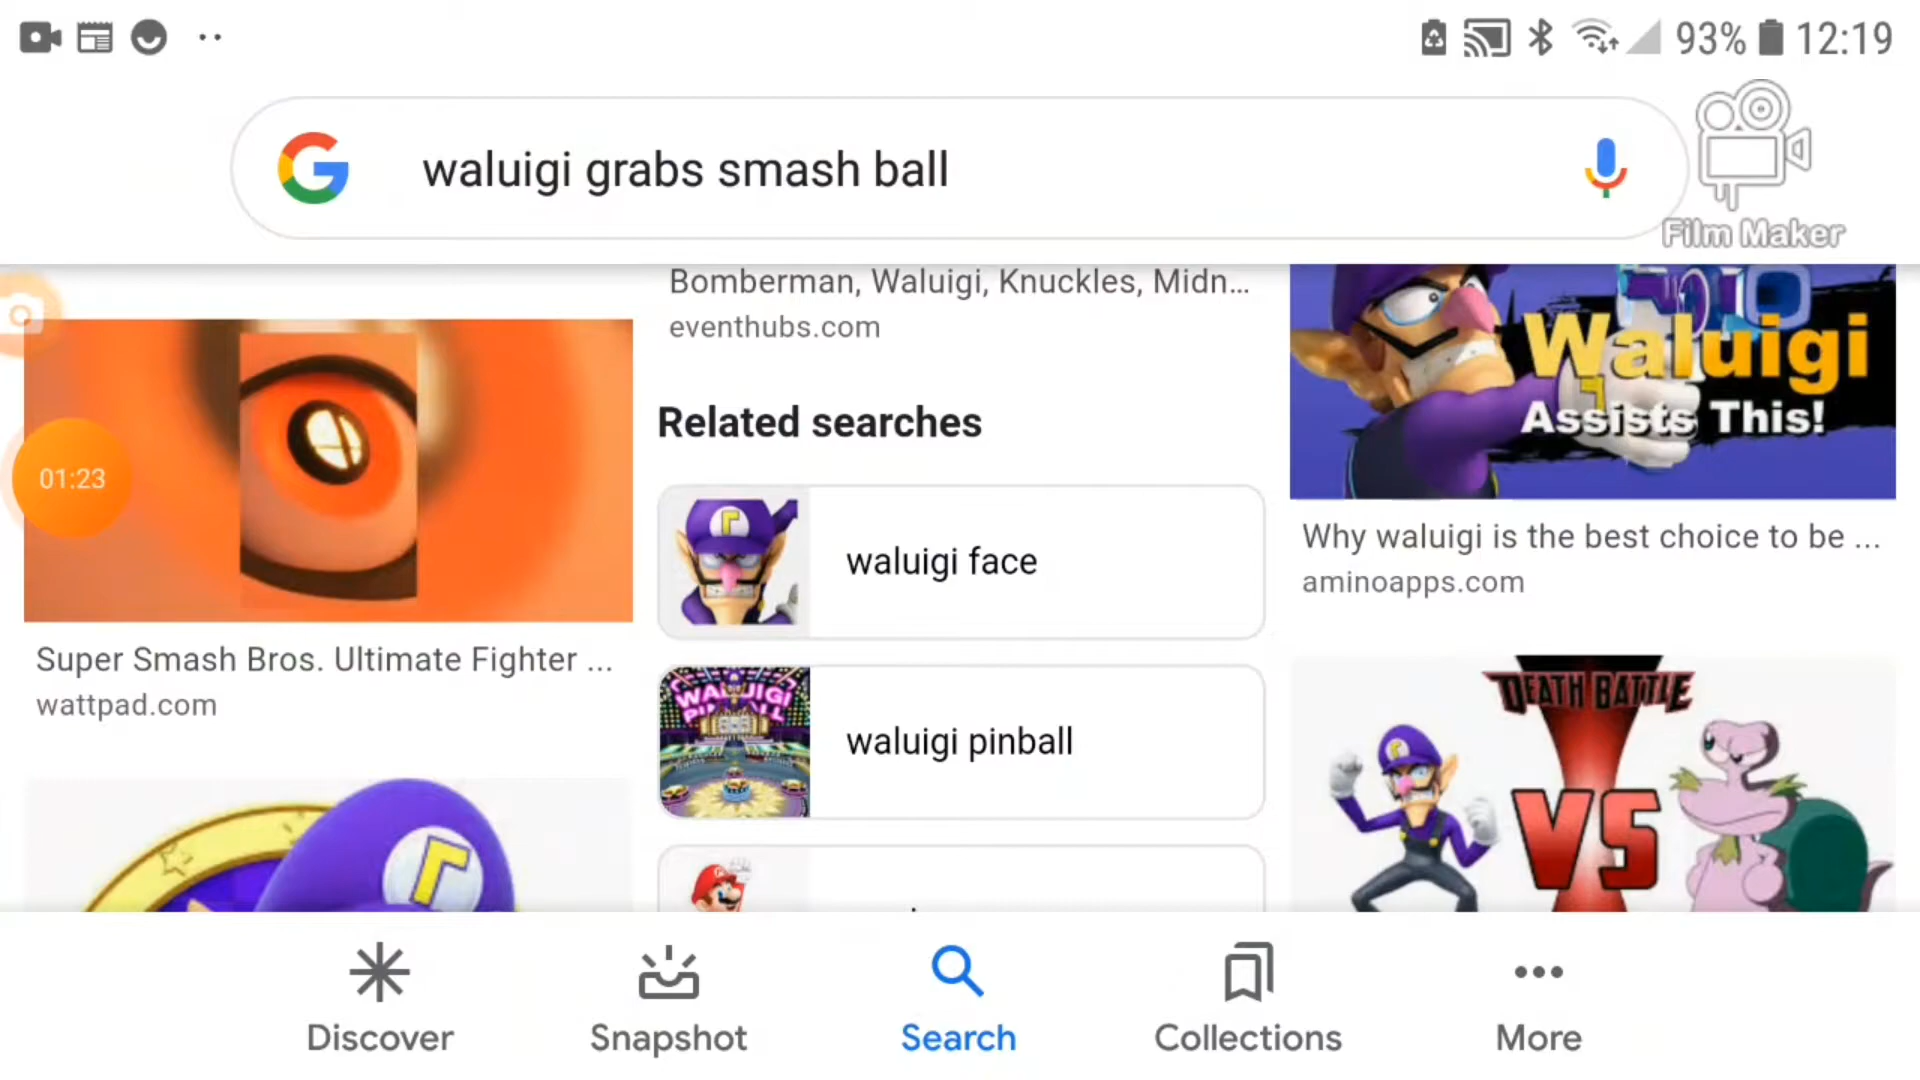 93% 12:19
waluigi grabs smash ball
Film Maker
Bomberman, Waluigi, Knuckles, Midn...
eventhubs.com
Related searches
waluigi face
WALUIGI
waluigi pinball
01:23
Super Smash Bros. Ultimate Fighter ...
wattpad.com
Waluigi
Assists This!
Why waluigi is the best choice to be ...
aminoapps.com
DEATH BATTLE
VS
Discover
Snapshot
Search
Collections
More